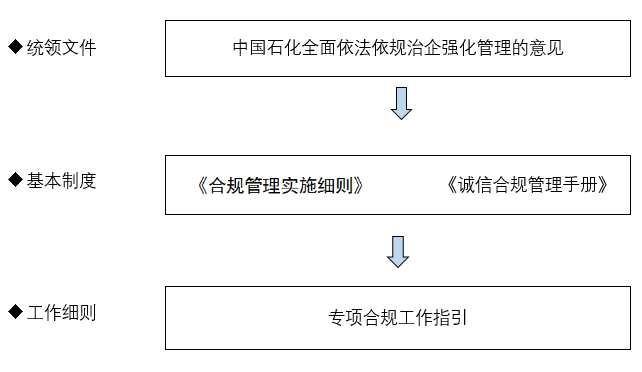 ◆ 统领文件
中国石化全面依法依规治企强化管理的意见
◆ 基本制度
《合规管理实施细则》 《诚信合规管理手册》
◆ 工作细则
专项合规工作指引